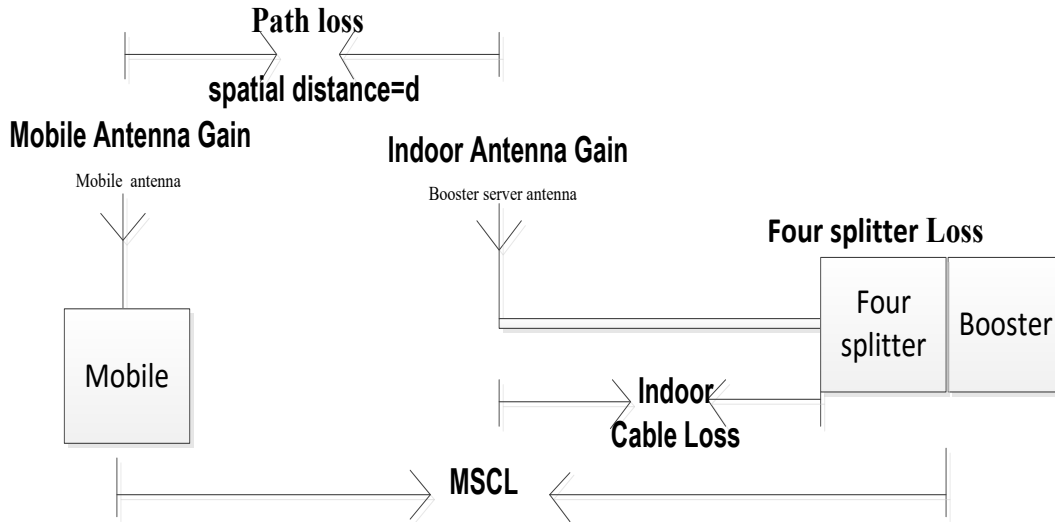 Path loss
spatial distance=d
Mobile Antenna Gain
Indoor Antenna Gain
Mobile antenna
Booster server antenna
Four splitter Loss
Four
splitter
Booster
Mobile
Indoor
Cable Loss
MSCL